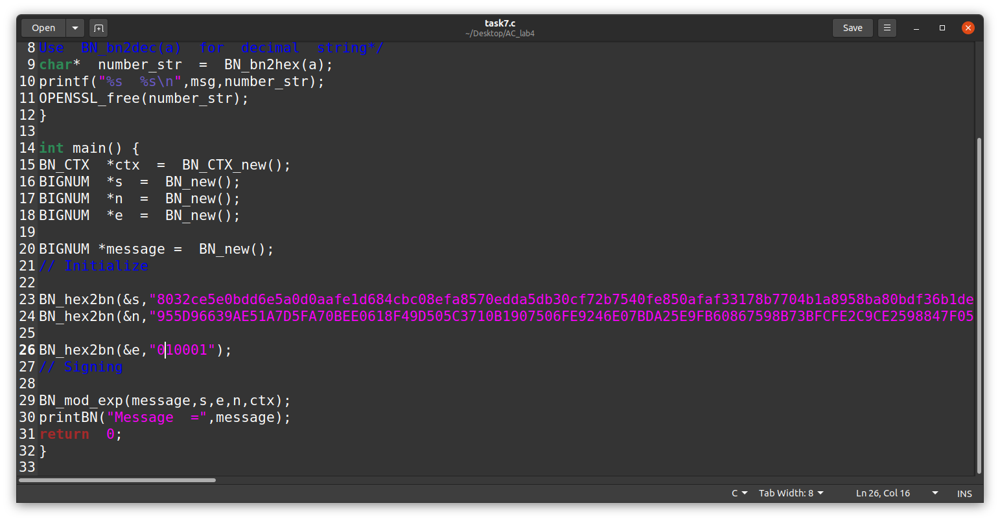 Open
task7.c
~/Desktop/AC_lab4
Save
8 Use  BN_bn2dec(a)  for  decimal  string*/
9 char*  number_str  =  BN_bn2hex(a);
10 printf("%s  %s\n",msg,number_str);
11 OPENSSL_free(number_str);
12 }
13
14 int main() {
15 BN_CTX  *ctx  =  BN_CTX_new();
16 BIGNUM  *s  =  BN_new();
17 BIGNUM  *n  =  BN_new();
18 BIGNUM  *e  =  BN_new();
19
20 BIGNUM *message =  BN_new();
21 // Initialize
22
23 BN_hex2bn(&s,"8032ce5e0bdd6e5a0d0aafe1d684cbc08efa8570edda5db30cf72b7540fe850afaf33178b7704b1a8958ba80bdf36b1de
24 BN_hex2bn(&n,"955D96639AE51A7D5FA70BEE0618F49D505C3710B1907506FE9246E07BDA25E9FB60867598B73BFCFE2C9CE2598847F05
25
26 BN_hex2bn(&e,"010001");
27 // Signing
28
29 BN_mod_exp(message,s,e,n,ctx);
30 printBN("Message  =",message);
31 return  0;
32 }
33
C
Tab Width: 8
Ln 26, Col 16
INS